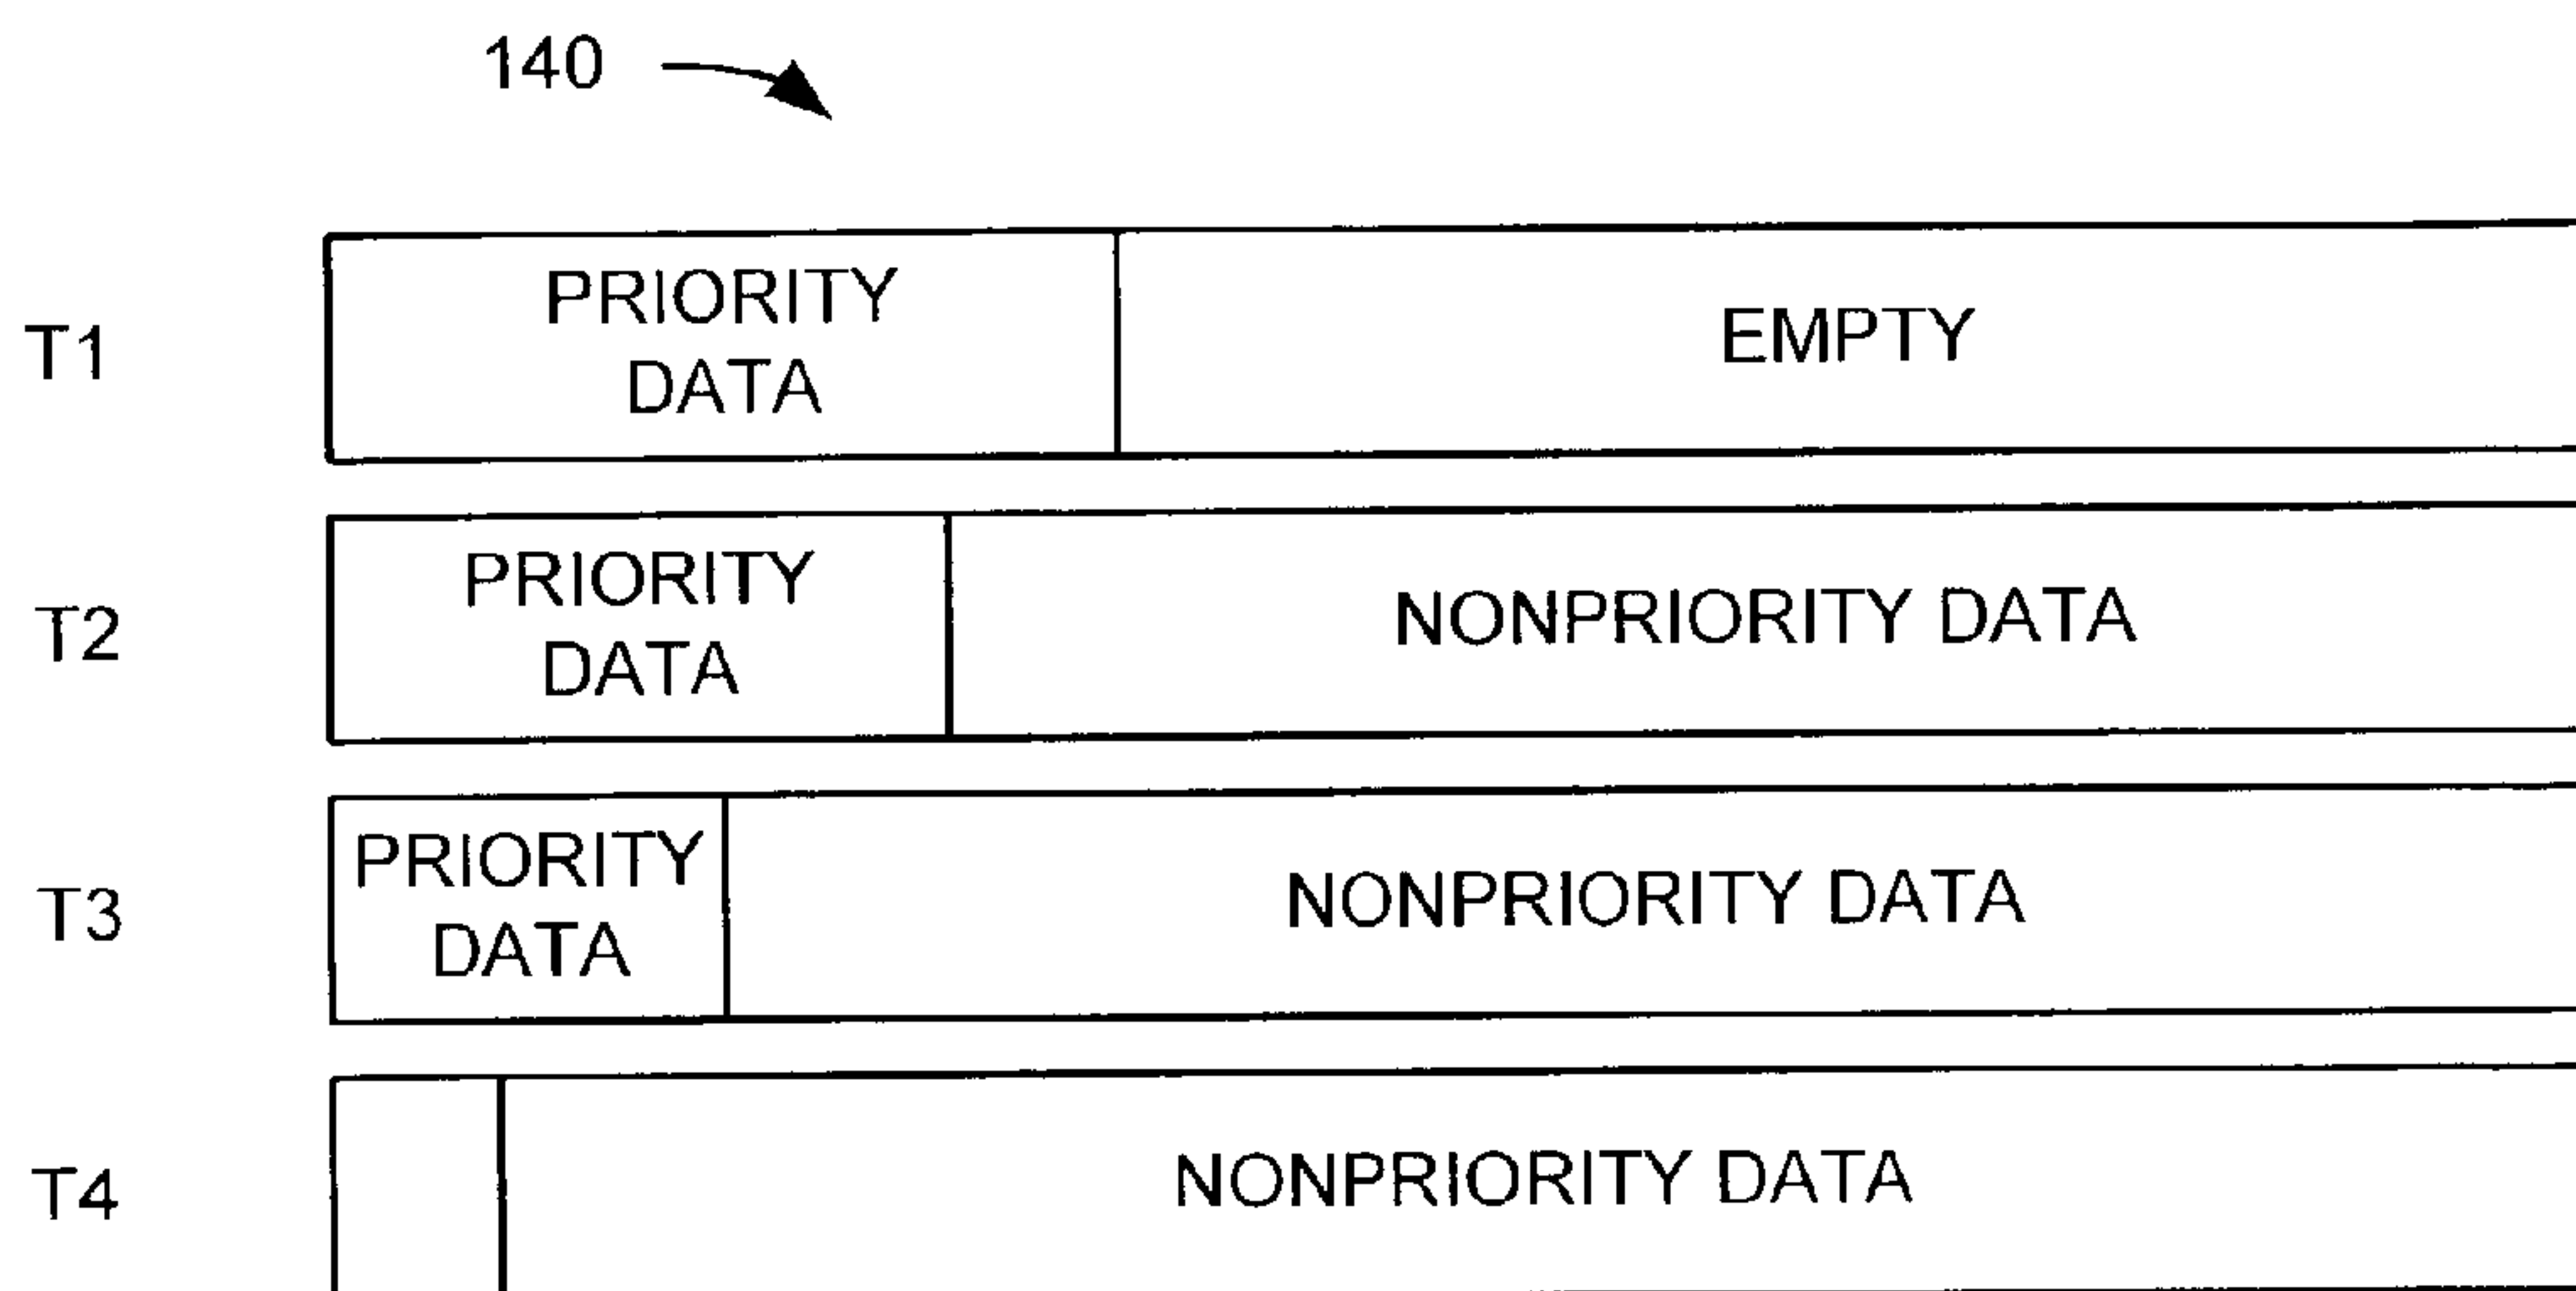 140
T1
PRIORITY
DATA
EMPTY
T2
PRIORITY
DATA
NONPRIORITY DATA
T3
PRIORITY
DATA
NONPRIORITY DATA
T4
NONPRIORITY DATA